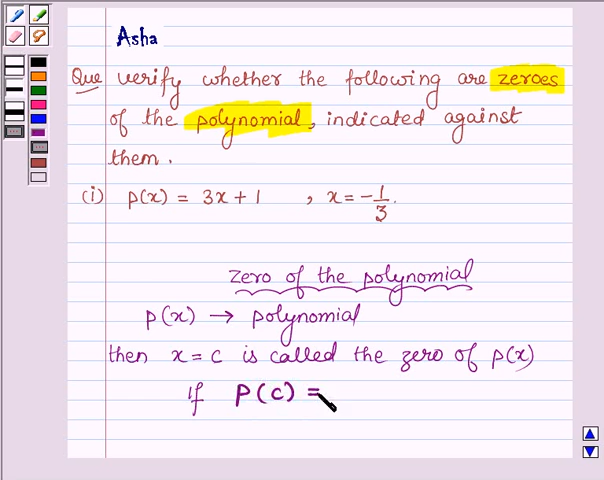 Asha
Que verify whether the following are zeroes
of the polynomial, indicated against
them.
(i) p(x) = 3x + 1 , x = -1/3.
zero of the polynomial
p(x) → polynomial
then x = c is called the zero of p(x)
If P(c) =